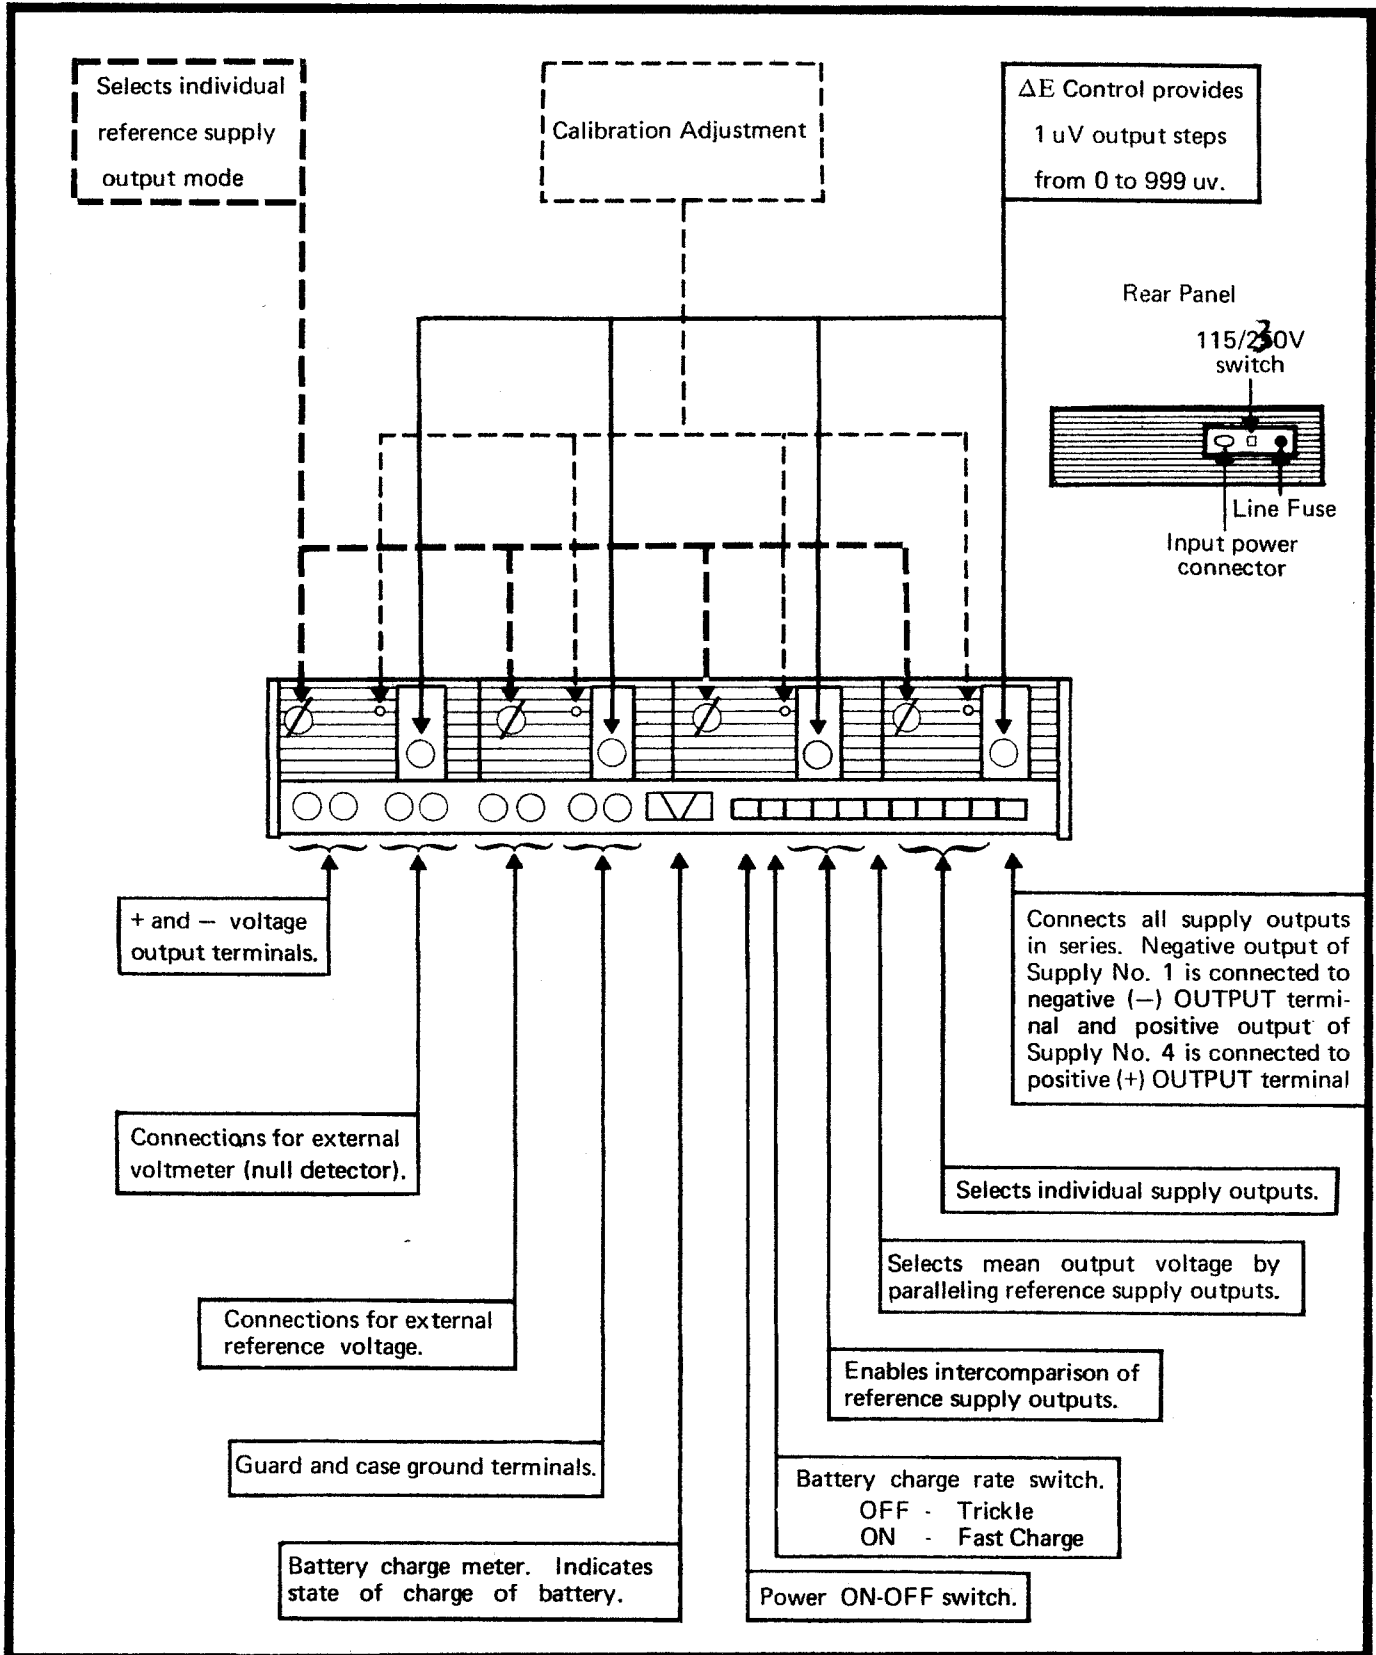 Selects individual
reference supply
output mode
Calibration Adjustment
ΔE Control provides
1 uV output steps
from 0 to 999 uv.
Rear Panel
115/230V
switch
Line Fuse
Input power
connector
+ and — voltage
output terminals.
Connections for external
voltmeter (null detector).
Connections for external
reference voltage.
Guard and case ground terminals.
Battery charge meter. Indicates
state of charge of battery.
Connects all supply outputs
in series. Negative output of
Supply No. 1 is connected to
negative (—) OUTPUT termi-
nal and positive output of
Supply No. 4 is connected to
positive (+) OUTPUT terminal
Selects individual supply outputs.
Selects mean output voltage by
paralleling reference supply outputs.
Enables intercomparison of
reference supply outputs.
Battery charge rate switch.
OFF - Trickle
ON - Fast Charge
Power ON-OFF switch.